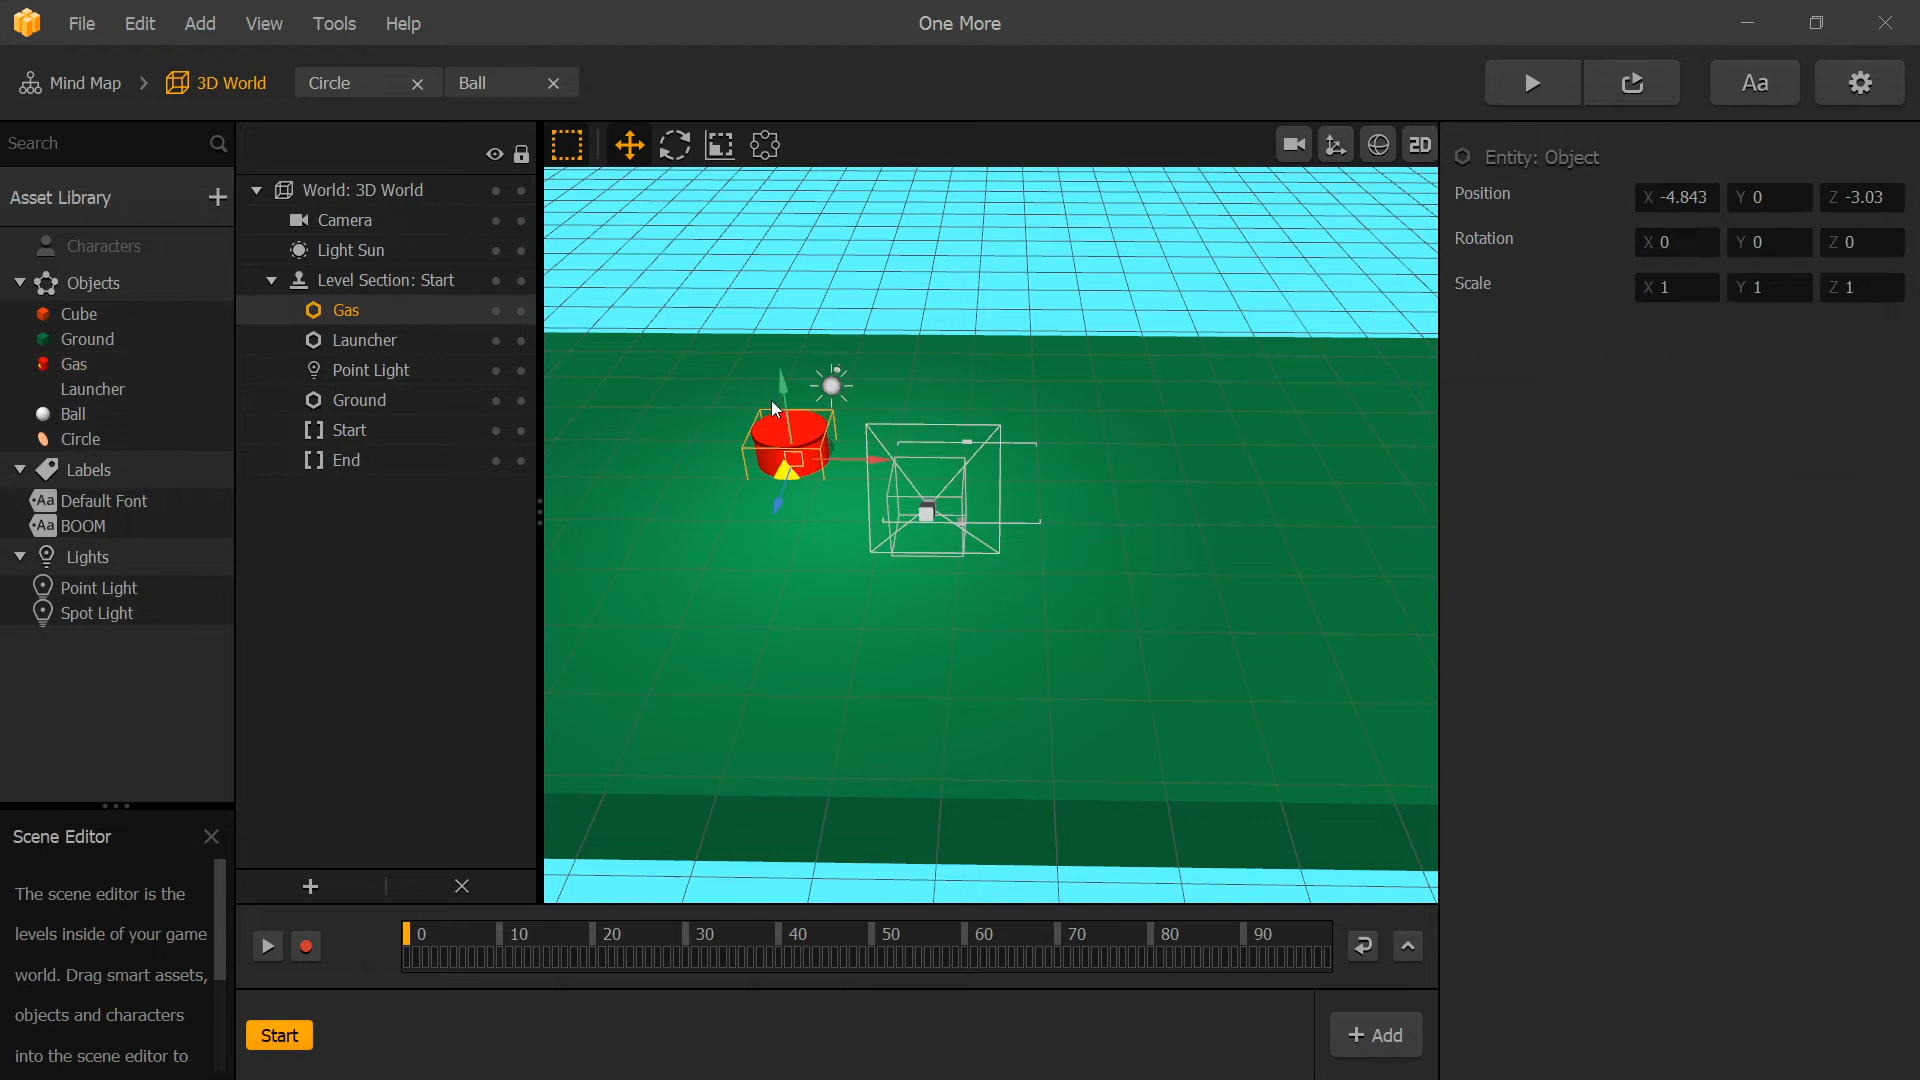 File Edit Add View Tools Help One More
Mind Map 3D World Circle Ball Aa
Search
Asset Library
Characters
Objects
Cube
Ground
Gas
Launcher
Ball
Circle
Labels
Aa Default Font
Aa BOOM
Lights
Point Light
Spot Light
Scene Editor
The scene editor is the
levels inside of your game
world. Drag smart assets,
objects and characters
into the scene editor to
World: 3D World
Camera
Light Sun
Level Section: Start
Gas
Launcher
Point Light
Ground
Start
End
2D
Entity: Object
Position X -4.843 Y 0 Z -3.03
Rotation X 0 Y 0 Z 0
Scale X 1 Y 1 Z 1
0 10 20 30 40 50 60 70 80 90
Start
Add